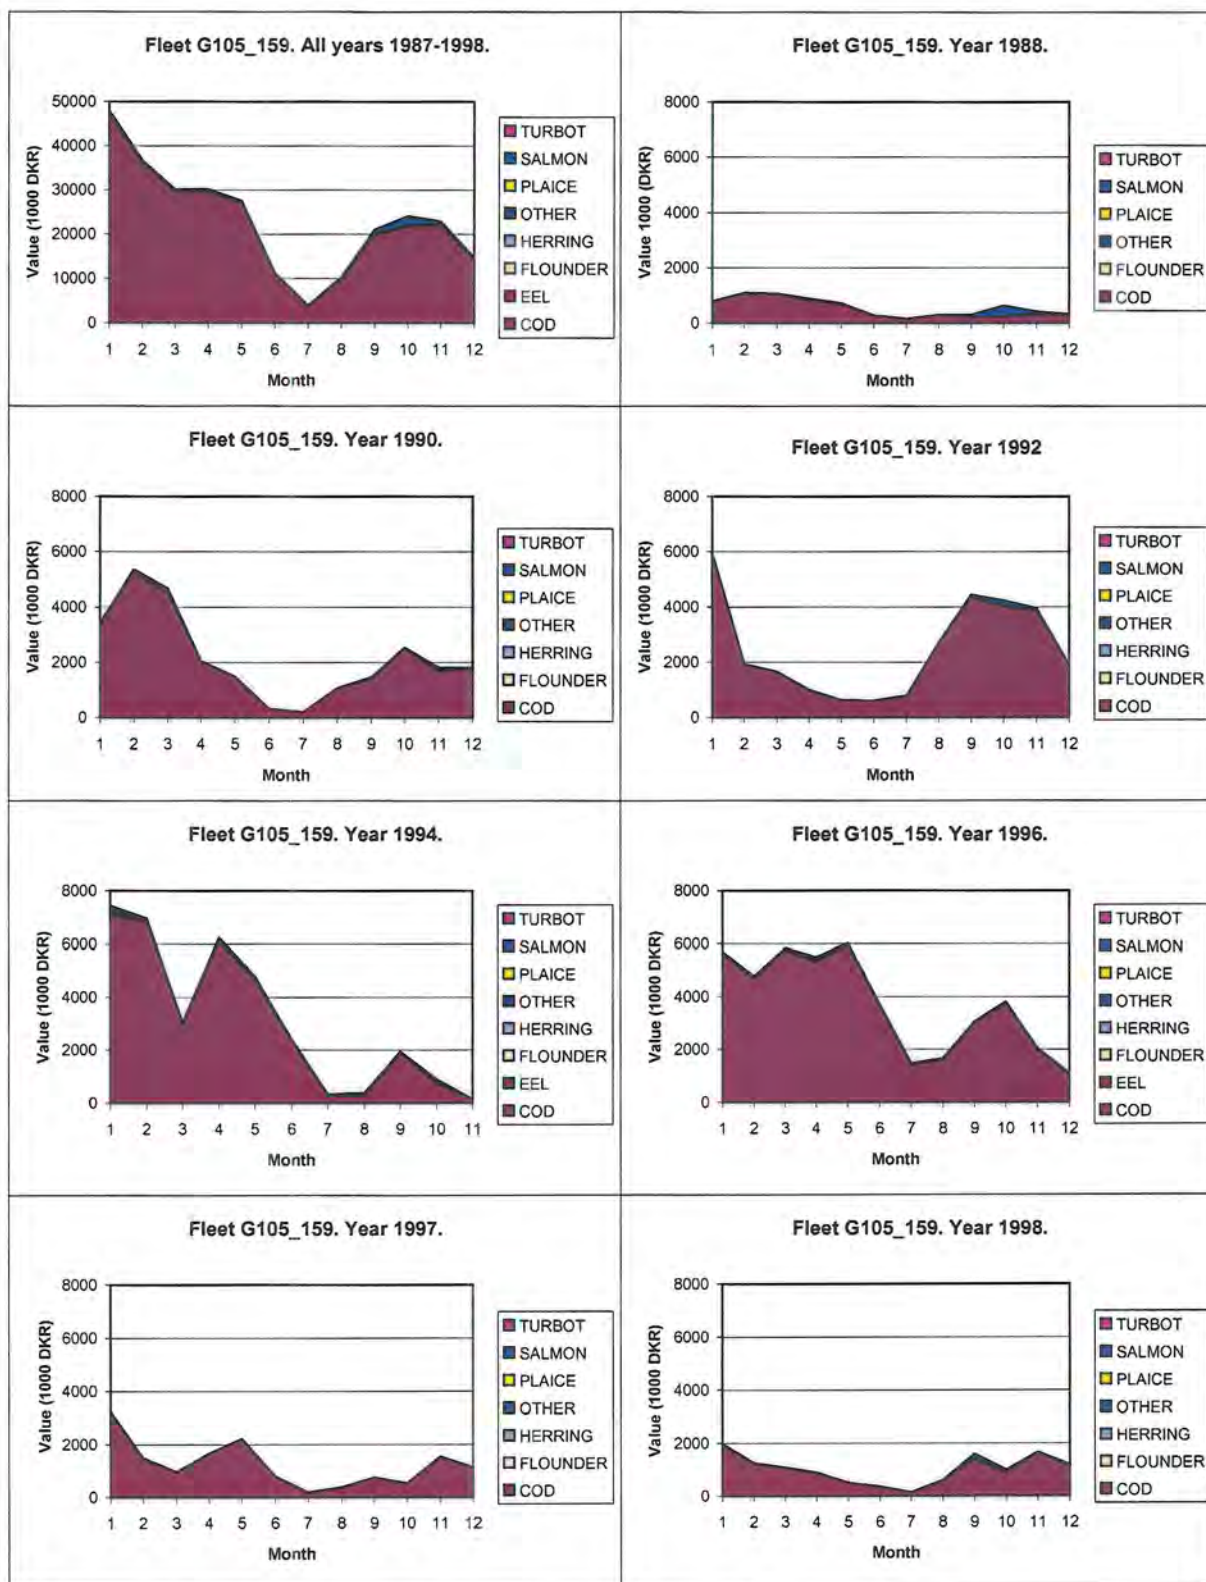 Fleet G105_159. All years 1987-1998.
Value (1000 DKR)
50000
40000
30000
20000
10000
0
1 2 3 4 5 6 7 8 9 10 11 12
Month
TURBOT
SALMON
PLAICE
OTHER
HERRING
FLOUNDER
EEL
COD
Fleet G105_159. Year 1988.
Value 1000 (DKR)
8000
6000
4000
2000
0
1 2 3 4 5 6 7 8 9 10 11 12
Month
TURBOT
SALMON
PLAICE
OTHER
FLOUNDER
COD
Fleet G105_159. Year 1990.
Value (1000 DKR)
8000
6000
4000
2000
0
1 2 3 4 5 6 7 8 9 10 11 12
Month
TURBOT
SALMON
PLAICE
OTHER
HERRING
FLOUNDER
COD
Fleet G105_159. Year 1992
Value (1000 DKR)
8000
6000
4000
2000
0
1 2 3 4 5 6 7 8 9 10 11 12
Month
TURBOT
SALMON
PLAICE
OTHER
HERRING
FLOUNDER
COD
Fleet G105_159. Year 1994.
Value (1000 DKR)
8000
6000
4000
2000
0
1 2 3 4 5 6 7 8 9 10 11
Month
TURBOT
SALMON
PLAICE
OTHER
HERRING
FLOUNDER
EEL
COD
Fleet G105_159. Year 1996.
Value (1000 DKR)
8000
6000
4000
2000
0
1 2 3 4 5 6 7 8 9 10 11 12
Month
TURBOT
SALMON
PLAICE
OTHER
HERRING
FLOUNDER
EEL
COD
Fleet G105_159. Year 1997.
Value (1000 DKR)
8000
6000
4000
2000
0
1 2 3 4 5 6 7 8 9 10 11 12
Month
TURBOT
SALMON
PLAICE
OTHER
HERRING
FLOUNDER
COD
Fleet G105_159. Year 1998.
Value (1000 DKR)
8000
6000
4000
2000
0
1 2 3 4 5 6 7 8 9 10 11 12
Month
TURBOT
SALMON
PLAICE
OTHER
HERRING
FLOUNDER
COD